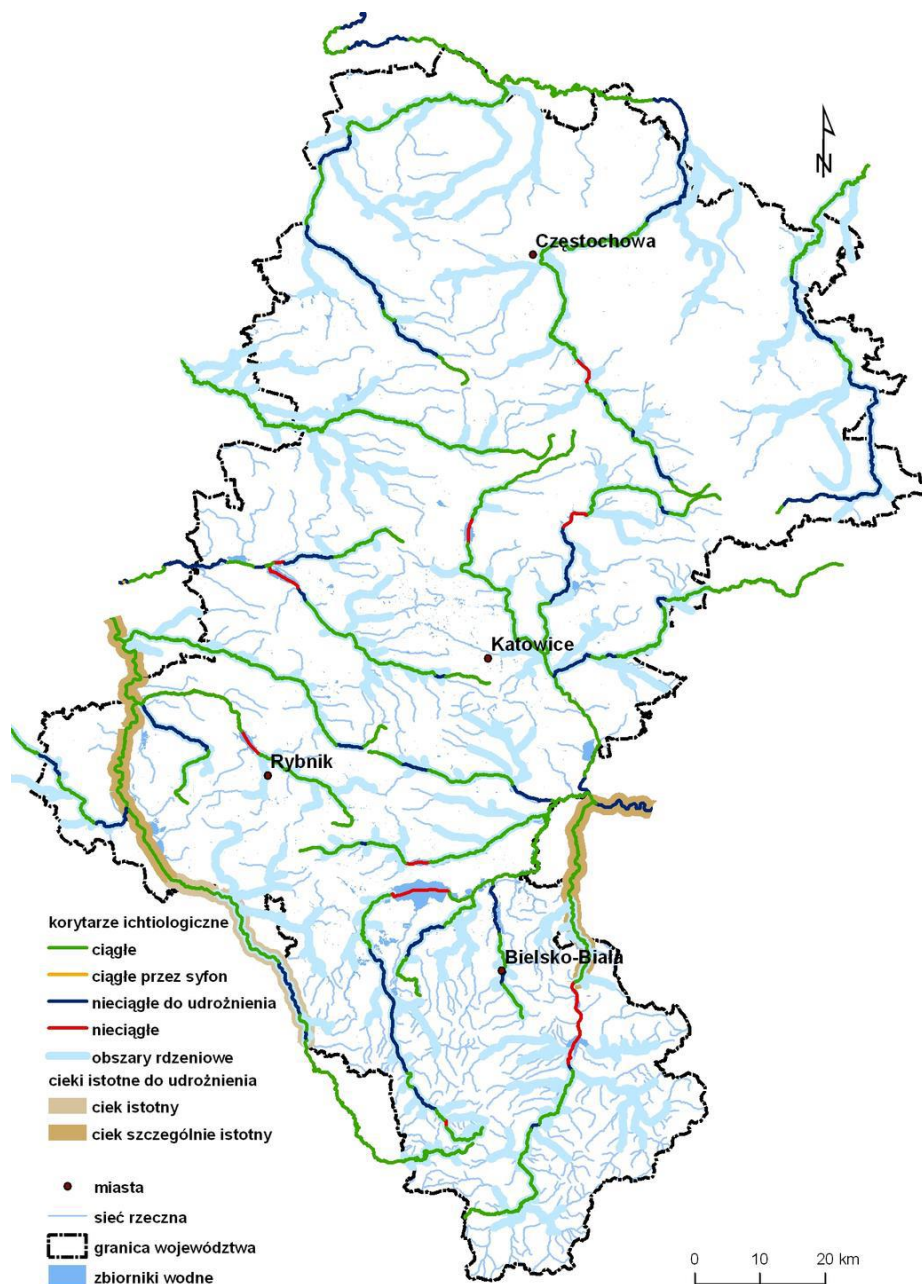 N
Częstochowa
Katowice
Rybnik
Bielsko-Biała
korytarze ichtiologiczne
ciągłe
ciągłe przez syfon
nieciągłe do udrożnienia
nieciągłe
obszary rdzeniowe
cieki istotne do udrożnienia
ciek istotny
ciek szczególnie istotny
miasta
sieć rzeczna
granica województwa
zbiorniki wodne
0 10 20 km